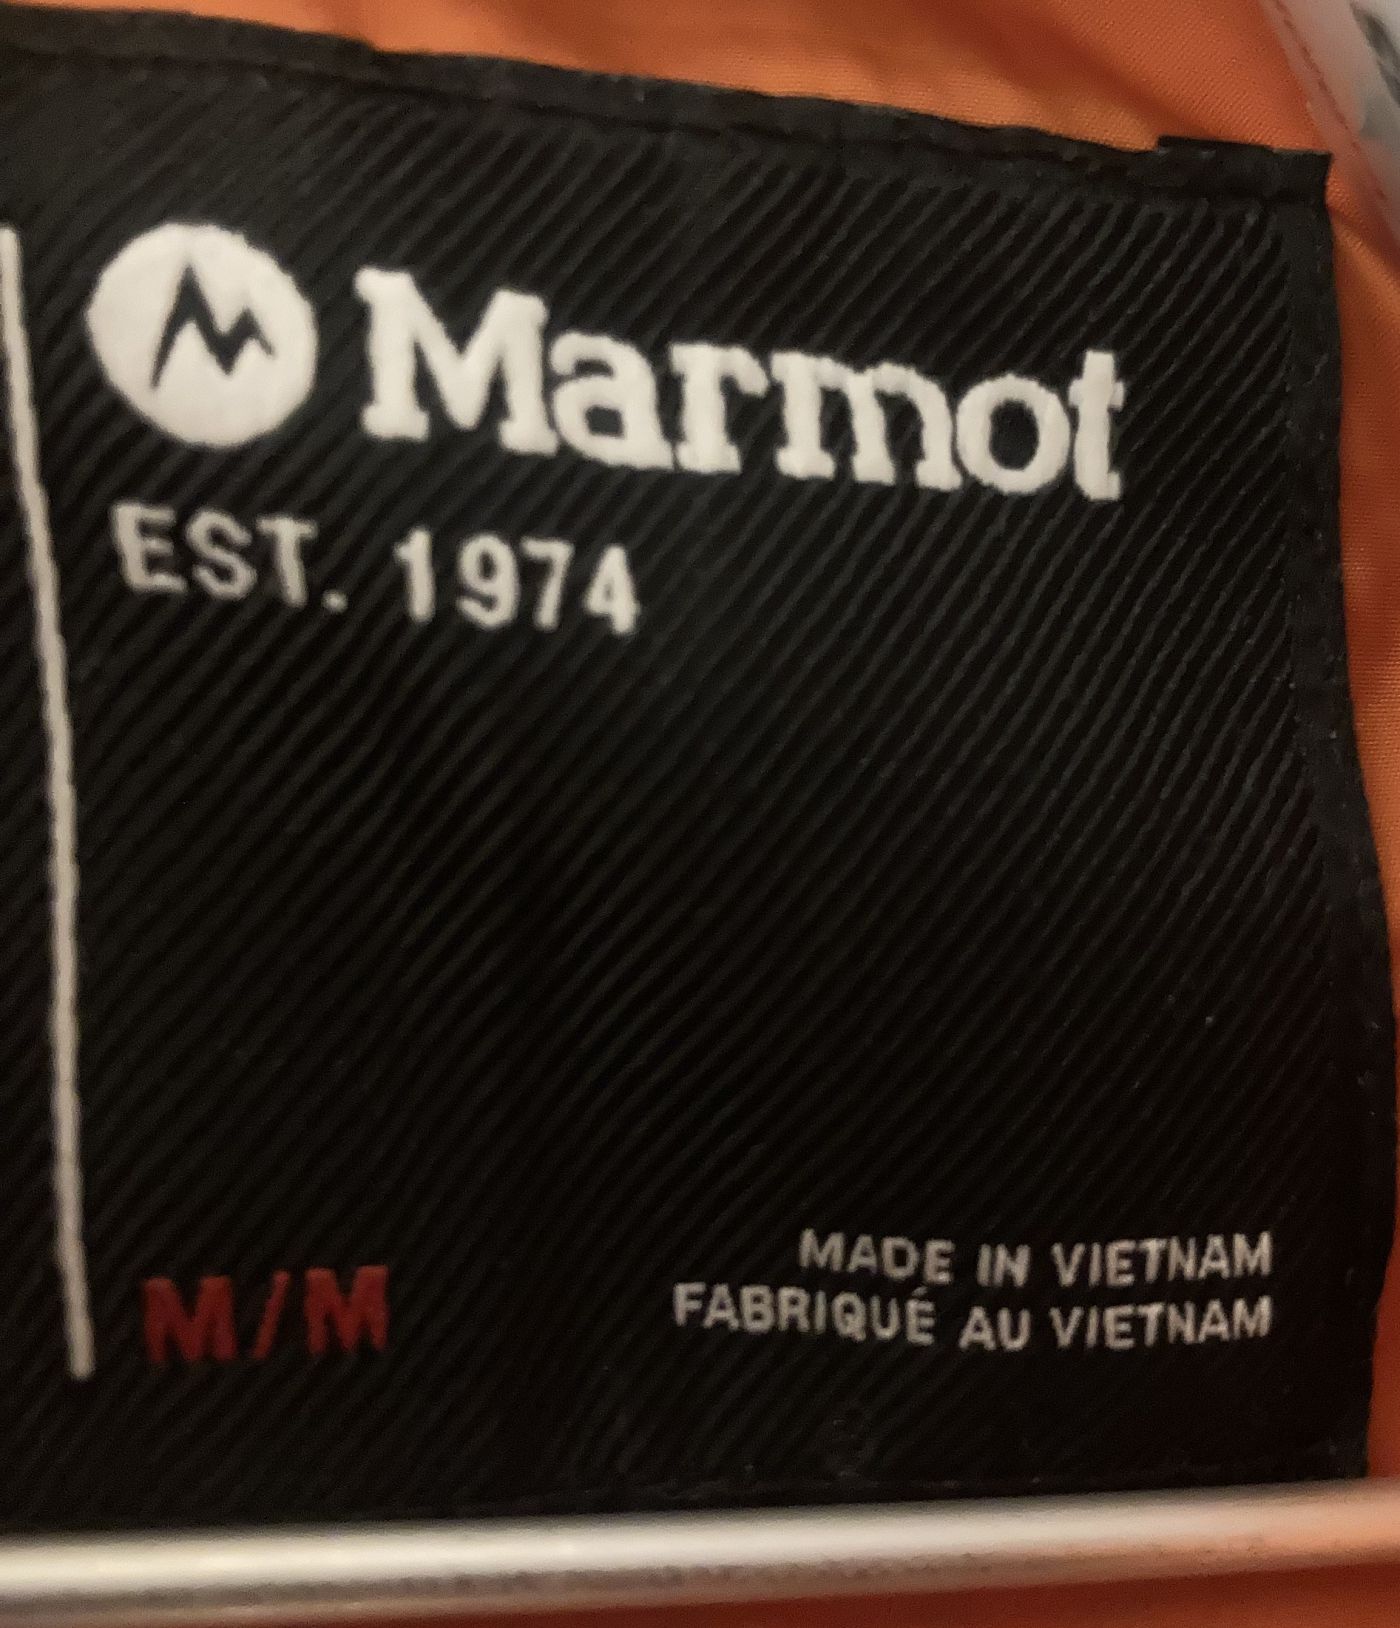 Marmot
EST. 1974
M/M
MADE IN VIETNAM
FABRIQUÉ AU VIETNAM